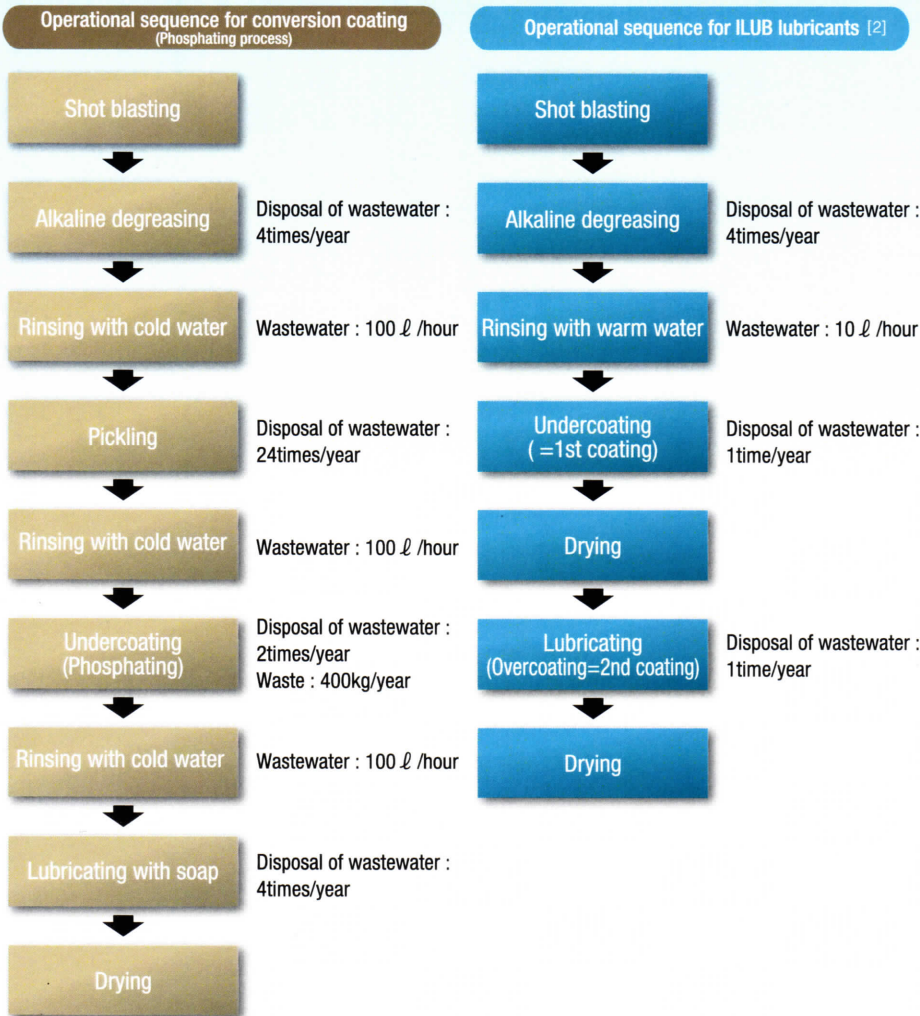 Operational sequence for conversion coating
(Phosphating process)
Shot blasting
Alkaline degreasing
Disposal of wastewater :
4times/year
Rinsing with cold water
Wastewater : 100 ℓ /hour
Pickling
Disposal of wastewater :
24times/year
Rinsing with cold water
Wastewater : 100 ℓ /hour
Undercoating
(Phosphating)
Disposal of wastewater :
2times/year
Waste : 400kg/year
Rinsing with cold water
Wastewater : 100 ℓ /hour
Lubricating with soap
Disposal of wastewater :
4times/year
Drying
Operational sequence for ILUB lubricants [2]
Shot blasting
Alkaline degreasing
Disposal of wastewater :
4times/year
Rinsing with warm water
Wastewater : 10 ℓ /hour
Undercoating
( =1st coating)
Disposal of wastewater :
1time/year
Drying
Lubricating
(Overcoating=2nd coating)
Disposal of wastewater :
1time/year
Drying